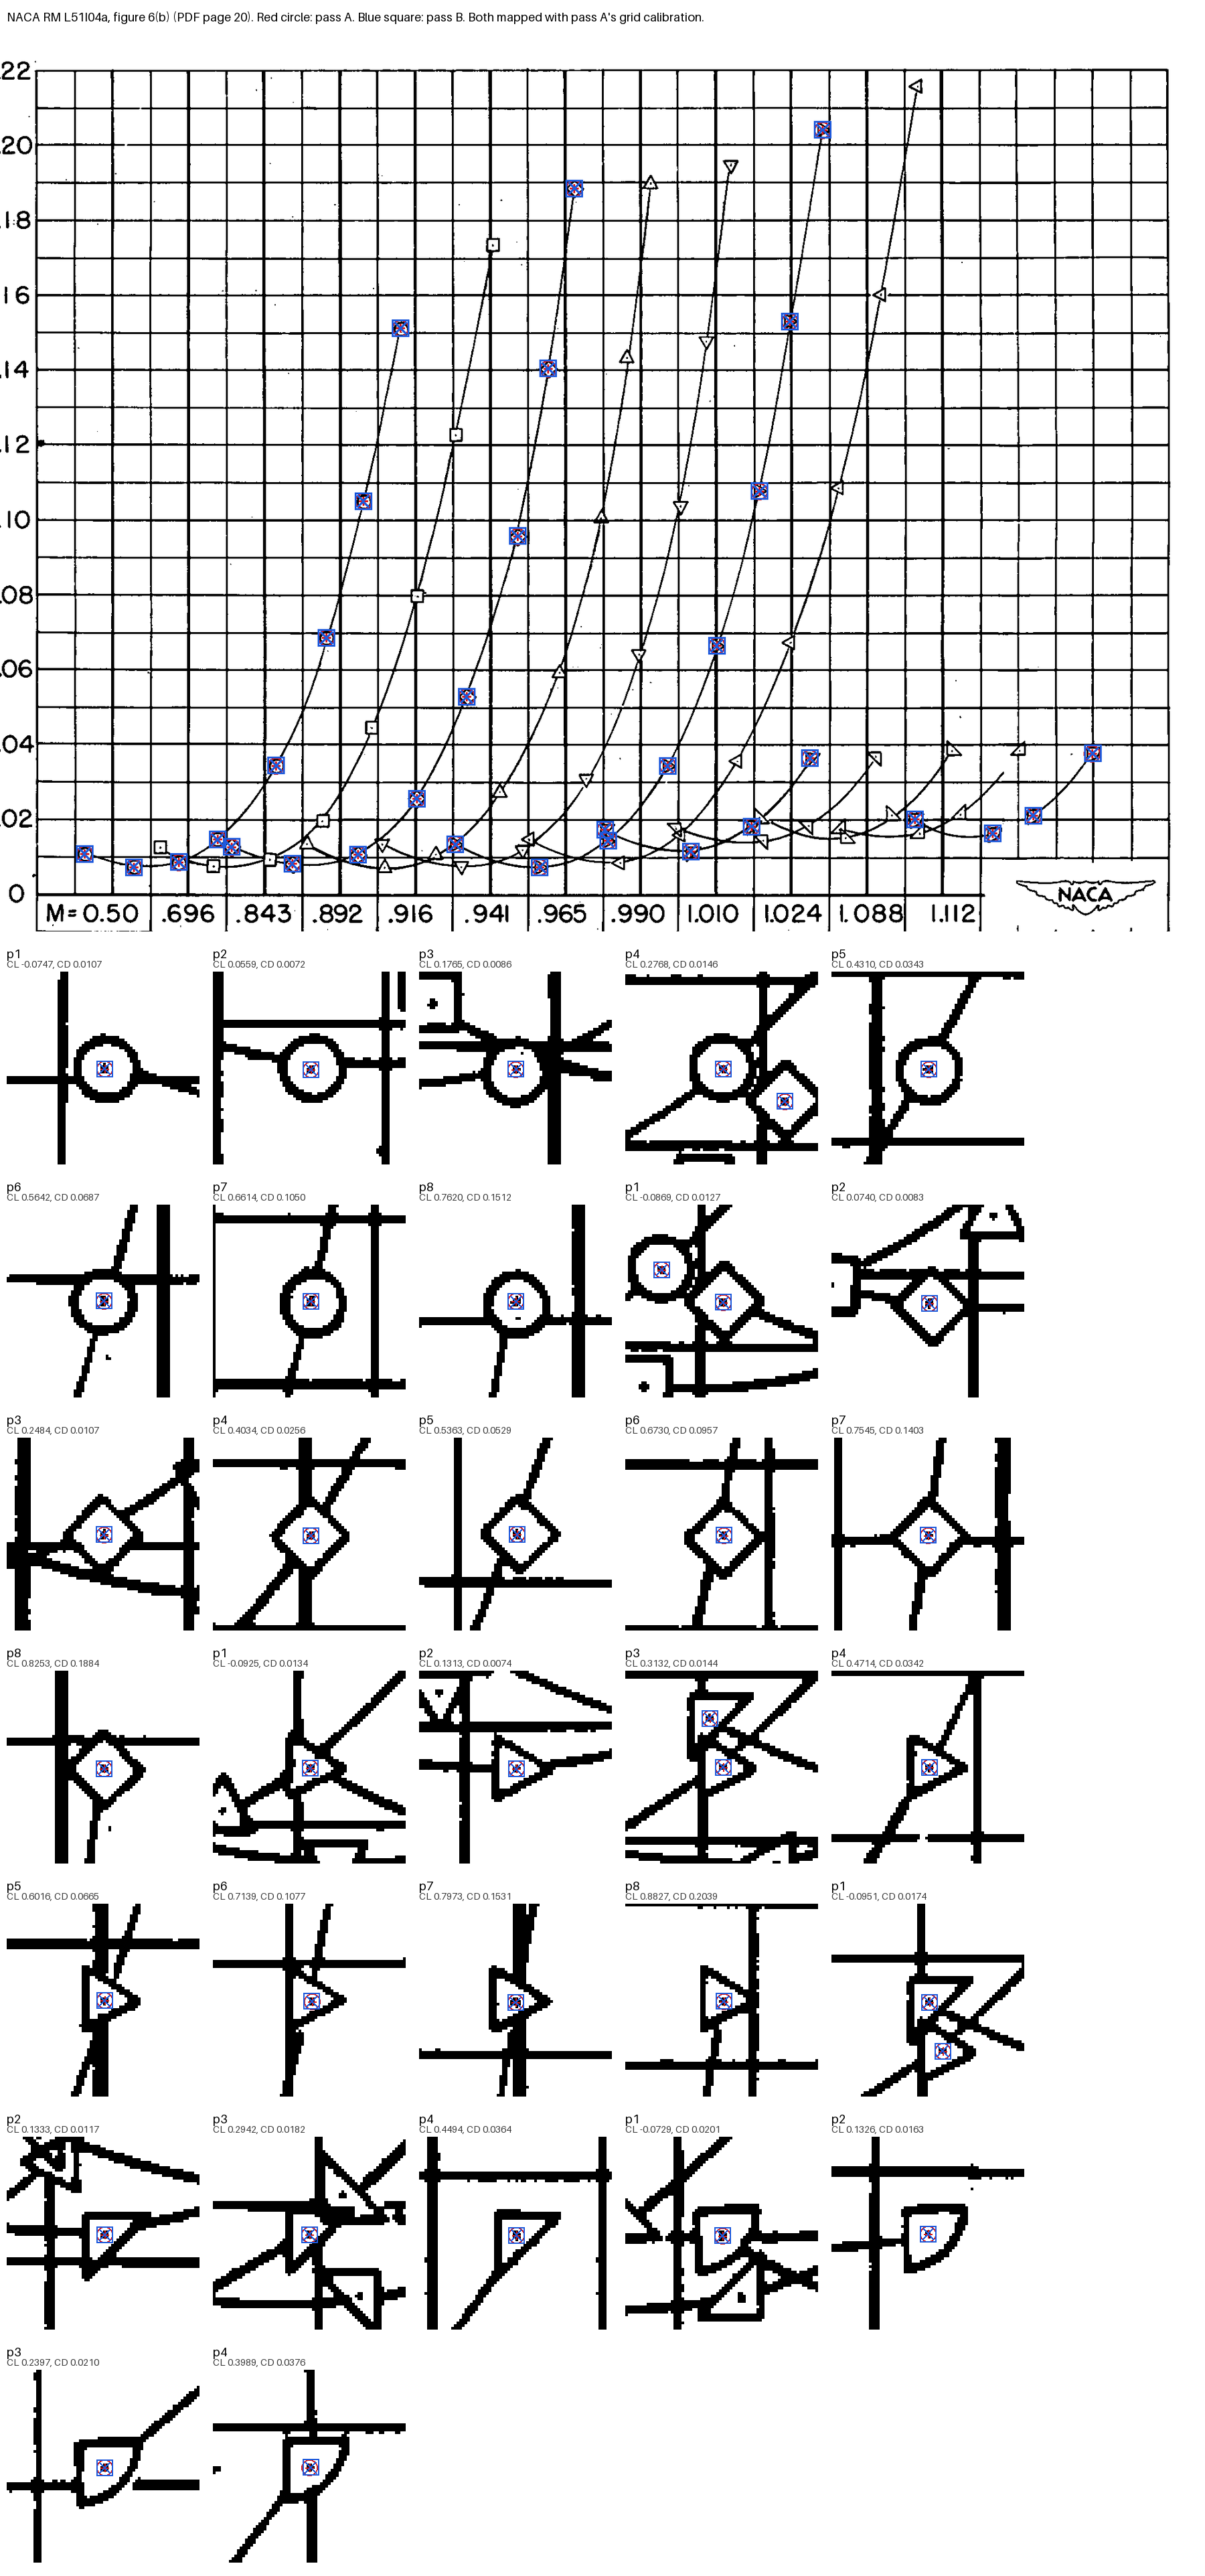 NACA RM L51I04a, figure 6(b) (PDF page 20). Red circle: pass A. Blue square: pass B. Both mapped with pass A's grid calibration.
22
20
.18
16
.14
.12
.10
.08
.06
.04
.02
0
M= 0.50 .696 .843 .892 .916 .941 .965 .990 1.010 1.024 1.088 1.112
NACA
p1 p2 p3 p4 p5
CL -0.0747, CD 0.0107 CL 0.0559, CD 0.0072 CL 0.1765, CD 0.0086 CL 0.2768, CD 0.0146 CL 0.4310, CD 0.0343
p6 p7 p8 p1 p2
CL 0.5642, CD 0.0687 CL 0.6614, CD 0.1050 CL 0.7620, CD 0.1512 CL -0.0869, CD 0.0127 CL 0.0740, CD 0.0083
p3 p4 p5 p6 p7
CL 0.2484, CD 0.0107 CL 0.4034, CD 0.0256 CL 0.5363, CD 0.0529 CL 0.6730, CD 0.0957 CL 0.7545, CD 0.1403
p8 p1 p2 p3 p4
CL 0.8253, CD 0.1884 CL -0.0925, CD 0.0134 CL 0.1313, CD 0.0074 CL 0.3132, CD 0.0144 CL 0.4714, CD 0.0342
p5 p6 p7 p8 p1
CL 0.6016, CD 0.0665 CL 0.7139, CD 0.1077 CL 0.7973, CD 0.1531 CL 0.8827, CD 0.2039 CL -0.0951, CD 0.0174
p2 p3 p4 p1 p2
CL 0.1333, CD 0.0117 CL 0.2942, CD 0.0182 CL 0.4494, CD 0.0364 CL -0.0729, CD 0.0201 CL 0.1326, CD 0.0163
p3 p4
CL 0.2397, CD 0.0210 CL 0.3989, CD 0.0376